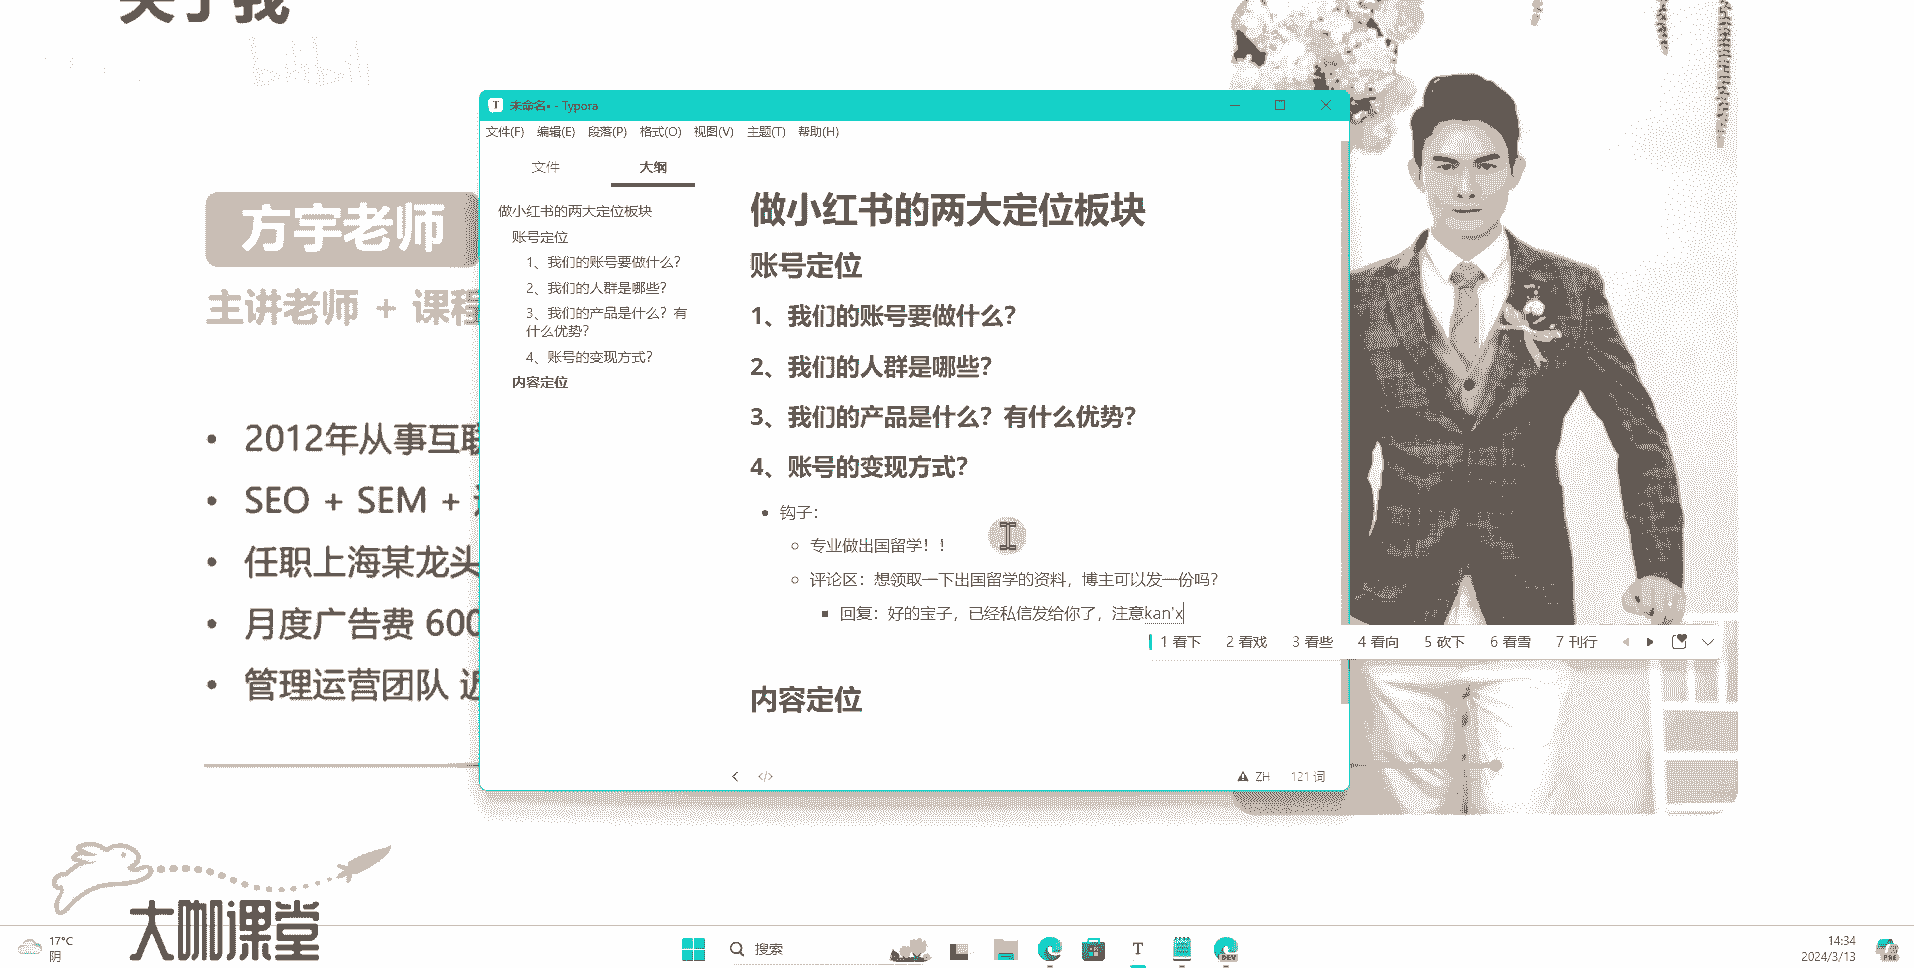 关于我
bilibili
方宇老师
主讲老师 + 课程
• 2012年从事互联
• SEO + SEM +
• 任职上海某龙头
• 月度广告费 600
• 管理运营团队 近
大咖课堂
未命名• - Typora
文件(F) 编辑(E) 段落(P) 格式(O) 视图(V) 主题(T) 帮助(H)
文件 大纲
做小红书的两大定位板块
账号定位
1、我们的账号要做什么？
2、我们的人群是哪些？
3、我们的产品是什么？有
什么优势？
4、账号的变现方式？
内容定位
做小红书的两大定位板块
账号定位
1、我们的账号要做什么？
2、我们的人群是哪些？
3、我们的产品是什么？有什么优势？
4、账号的变现方式？
• 钩子：
专业做出国留学！！
评论区：想领取一下出国留学的资料，博主可以发一份吗？
回复：好的宝子，已经私信发给你了，注意kan'x
1 看下 2 看戏 3 看些 4 看向 5 砍下 6 看雪 7 刊行
内容定位
</> ZH 121 词
17°C
阴
搜索
T
DEV
14:34
2024/3/13
PRE